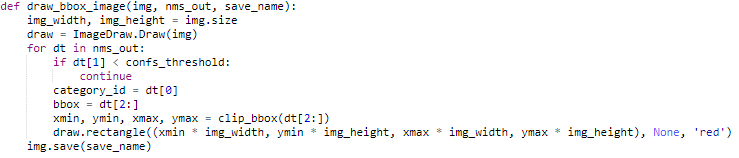 def draw_bbox_image(img, nms_out, save_name):
    img_width, img_height = img.size
    draw = ImageDraw.Draw(img)
    for dt in nms_out:
        if dt[1] < confs_threshold:
            continue
        category_id = dt[0]
        bbox = dt[2:]
        xmin, ymin, xmax, ymax = clip_bbox(dt[2:])
        draw.rectangle((xmin * img_width, ymin * img_height, xmax * img_width, ymax * img_height), None, 'red')
    img.save(save_name)